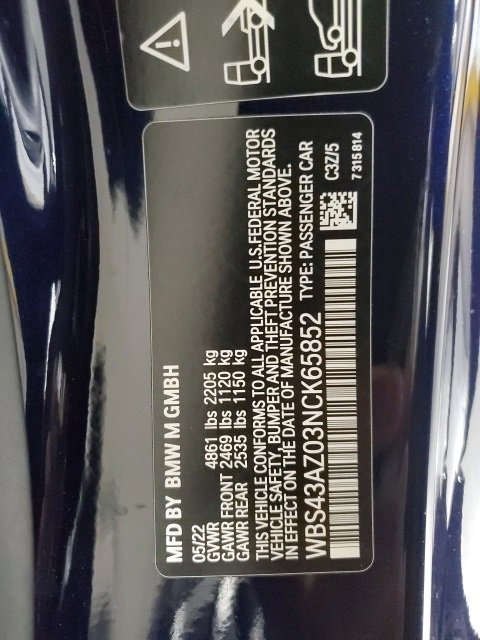 MFD BY BMW M GMBH
05/22
GVWR 4861 lbs 2205 kg
GAWR FRONT 2469 lbs 1120 kg
GAWR REAR 2535 lbs 1150 kg
THIS VEHICLE CONFORMS TO ALL APPLICABLE U.S.FEDERAL MOTOR
VEHICLE SAFETY, BUMPER AND THEFT PREVENTION STANDARDS
IN EFFECT ON THE DATE OF MANUFACTURE SHOWN ABOVE.
WBS43AZ03NCK65852 TYPE: PASSENGER CAR
C3Z/5
7315814